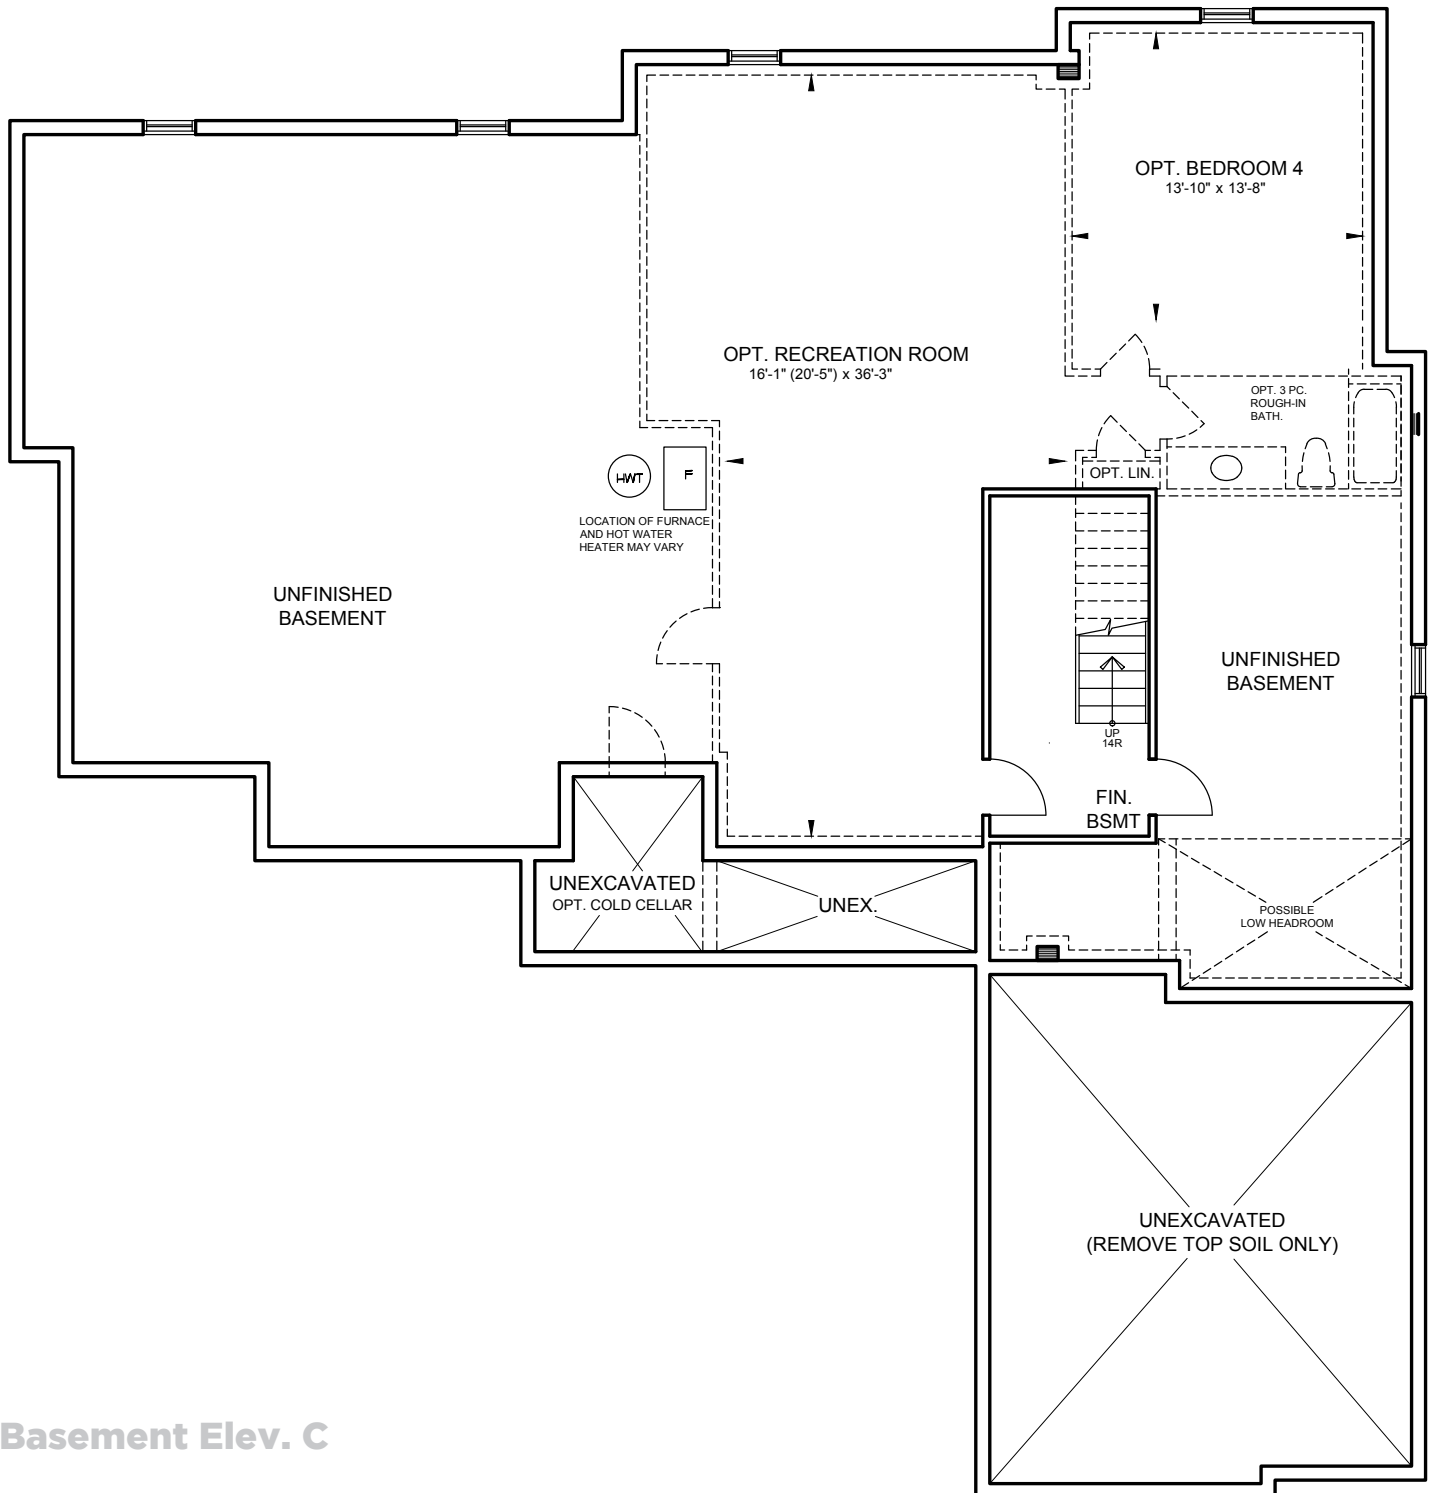 OPT. BEDROOM 4
13'-10" x 13'-8"
OPT. RECREATION ROOM
16'-1" (20'-5") x 36'-3"
OPT. 3 PC.
ROUGH-IN
BATH.
OPT. LIN.
HWT
F
LOCATION OF FURNACE
AND HOT WATER
HEATER MAY VARY
UNFINISHED
BASEMENT
UNFINISHED
BASEMENT
UP
14R
FIN.
BSMT
UNEXCAVATED
OPT. COLD CELLAR
UNEX.
POSSIBLE
LOW HEADROOM
UNEXCAVATED
(REMOVE TOP SOIL ONLY)
Basement Elev. C